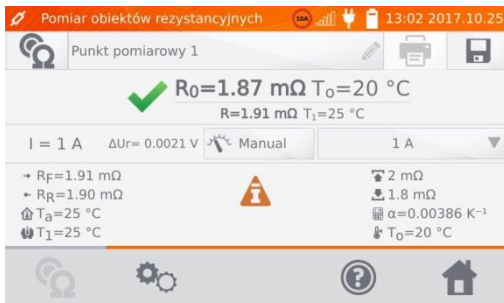 Pomiar obiektów rezystancyjnych 10A 13:02 2017.10.25
Punkt pomiarowy 1
R₀=1.87 mΩ T₀=20 °C
R=1.91 mΩ T₁=25 °C
I = 1 A ΔUr= 0.0021 V Manual 1 A
RF=1.91 mΩ 2 mΩ
RR=1.90 mΩ 1.8 mΩ
Ta=25 °C α=0.00386 K⁻¹
T1=25 °C T₀=20 °C